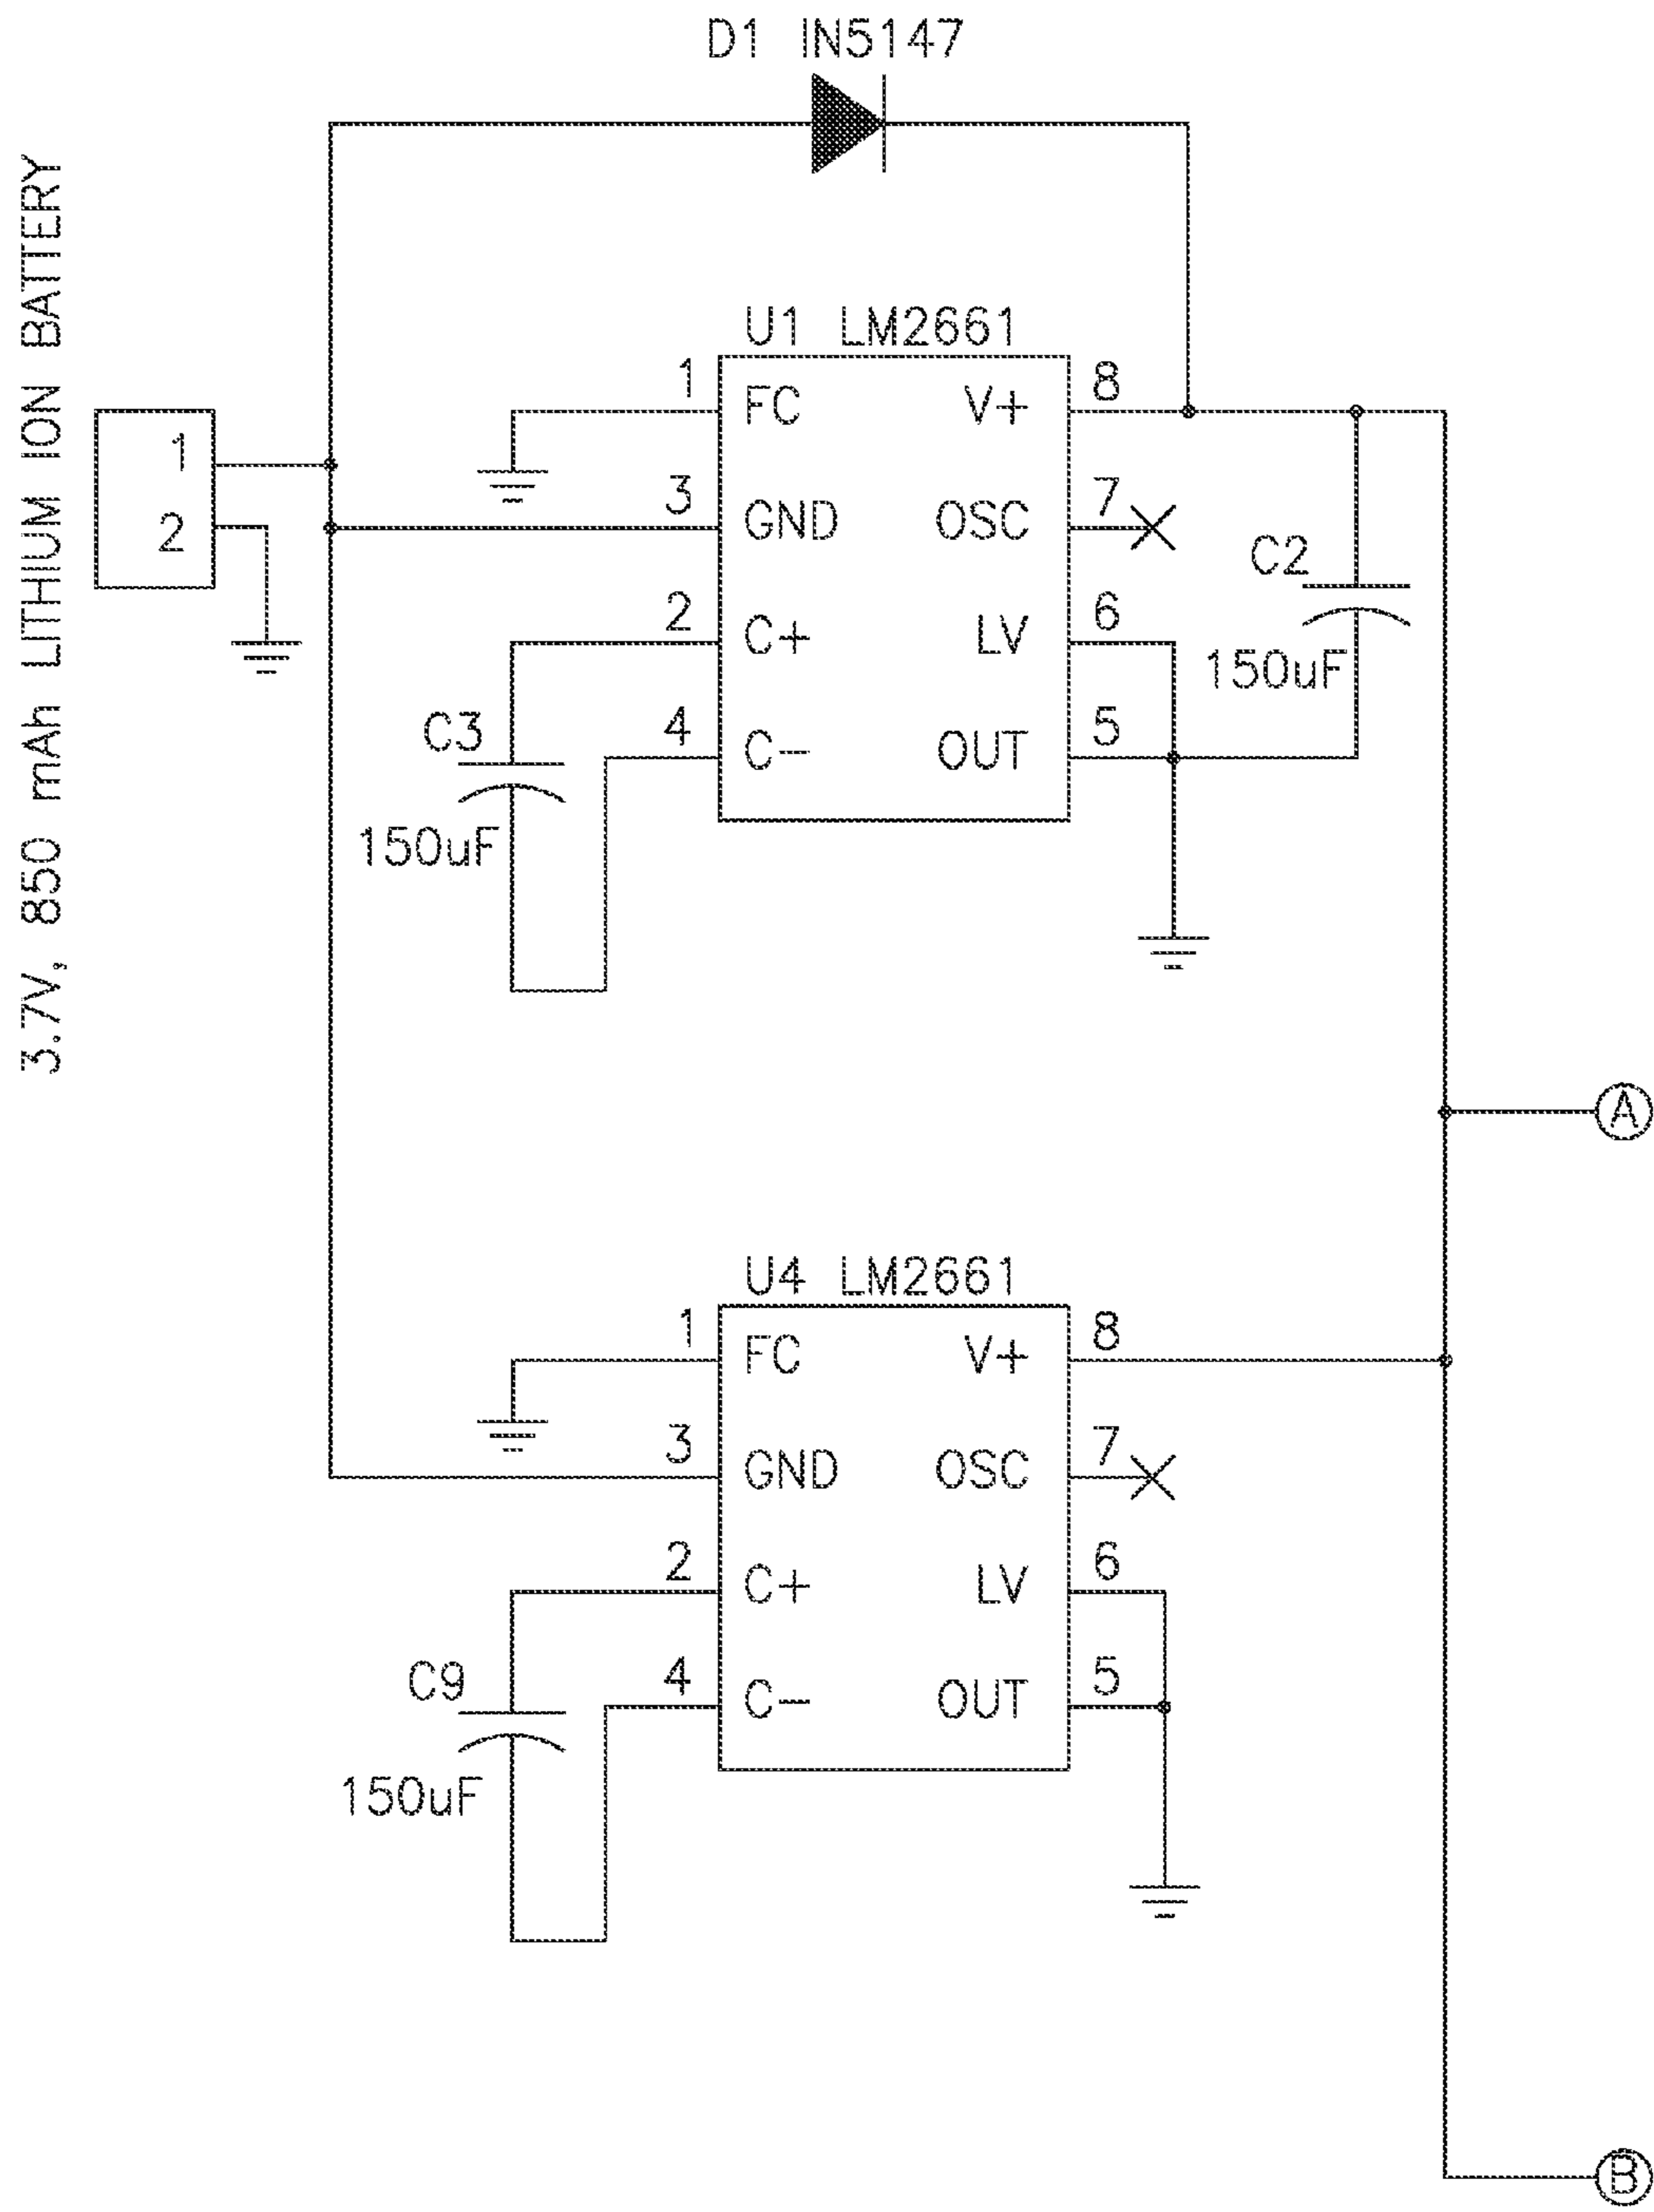 D1 IN5147
3.7V, 850 mAh LITHIUM ION BATTERY
1
2
U1 LM2661
1 FC V+ 8
3 GND OSC 7
2 C+ LV 6
4 C- OUT 5
C2
150uF
C3
150uF
A
U4 LM2661
1 FC V+ 8
3 GND OSC 7
2 C+ LV 6
4 C- OUT 5
C9
150uF
B